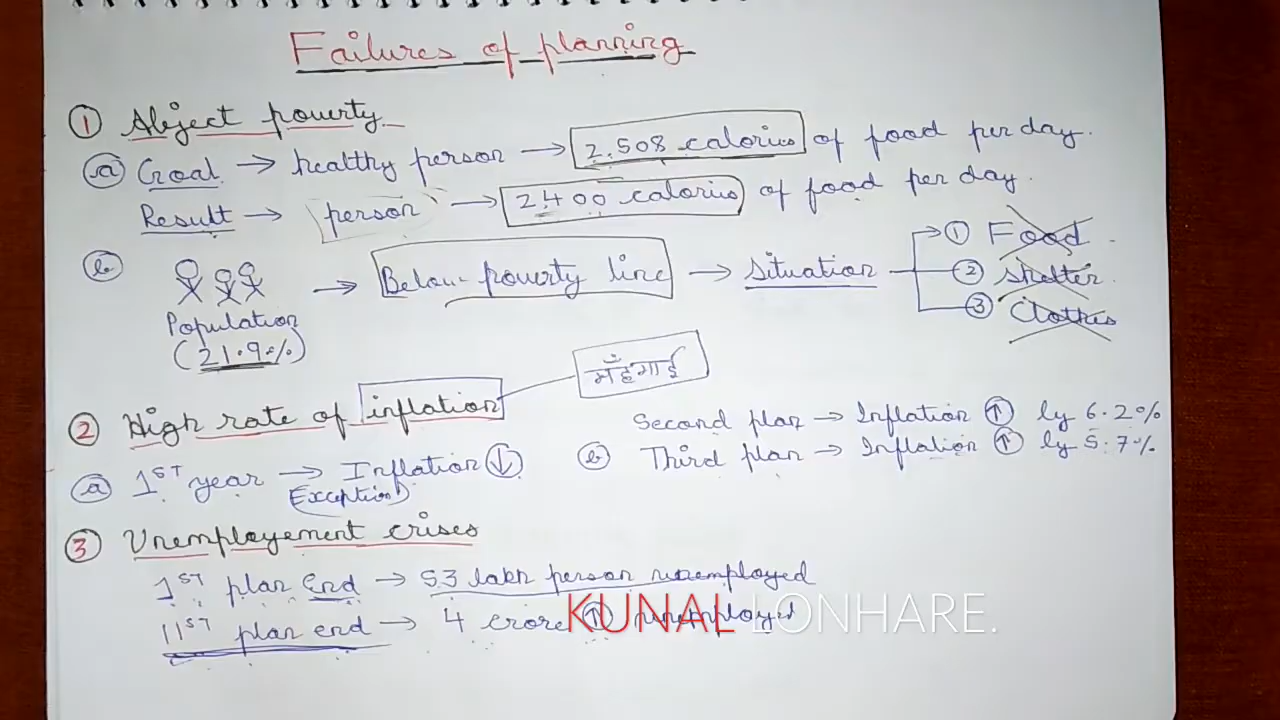 Failures of planning
① Abject poverty
ⓐ Goal → healthy person → 2,508 calories of food per day.
Result → person → 2400 calories of food per day.
ⓑ Population (21.9%) → Below poverty line → situation
① Food
② Shelter
③ Clothes
② High rate of inflation
मँहगाई
ⓐ 1ST year → Inflation ↓
(Exception)
Second plan → Inflation ↑ by 6.2%
ⓑ Third plan → Inflation ↑ by 5.7%
③ Unemployement crises
1ST plan End → 53 lakh person unemployed
11ST plan end → 4 crore ↑ unemployed
KUNAL LONHARE.